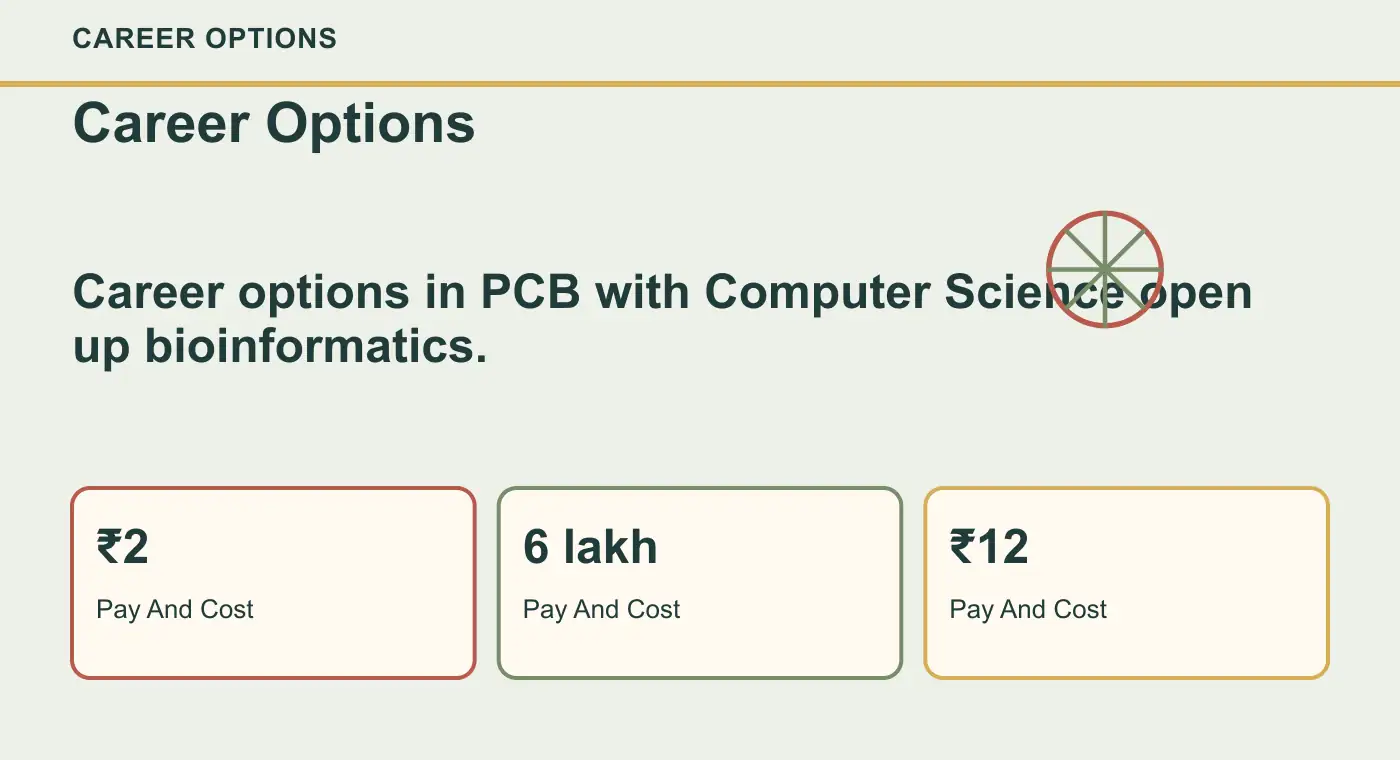 CAREER OPTIONS
Career Options
Career options in PCB with Computer Science open
up bioinformatics.
₹2
Pay And Cost
6 lakh
Pay And Cost
₹12
Pay And Cost